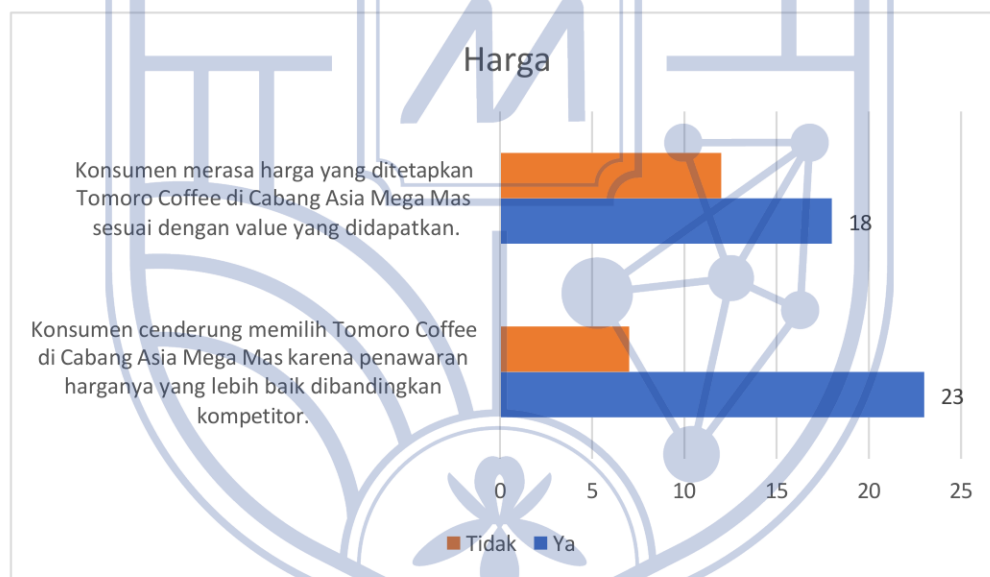 Harga
Konsumen merasa harga yang ditetapkan
Tomoro Coffee di Cabang Asia Mega Mas
sesuai dengan value yang didapatkan.
18
Konsumen cenderung memilih Tomoro Coffee
di Cabang Asia Mega Mas karena penawaran
harganya yang lebih baik dibandingkan
kompetitor.
23
0 5 10 15 20 25
Tidak Ya